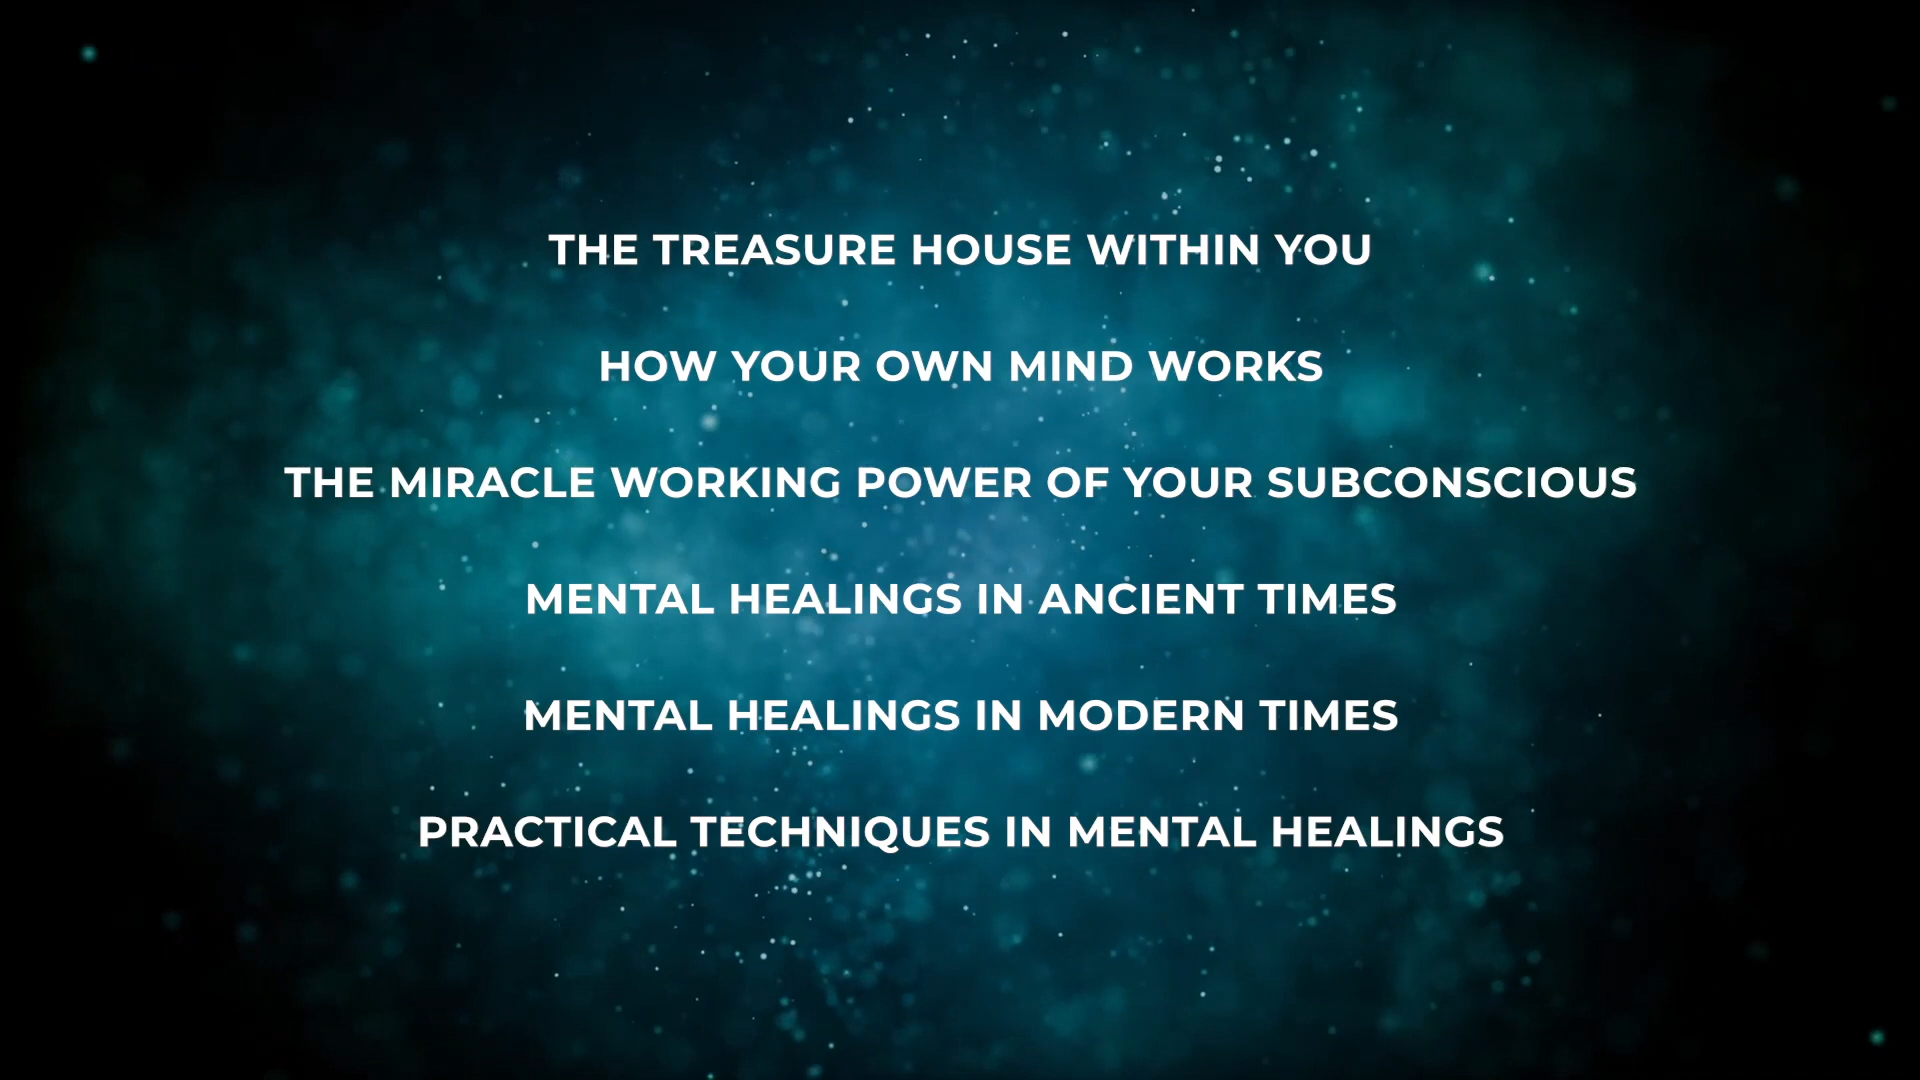 THE TREASURE HOUSE WITHIN YOU
HOW YOUR OWN MIND WORKS
THE MIRACLE WORKING POWER OF YOUR SUBCONSCIOUS
MENTAL HEALINGS IN ANCIENT TIMES
MENTAL HEALINGS IN MODERN TIMES
PRACTICAL TECHNIQUES IN MENTAL HEALINGS